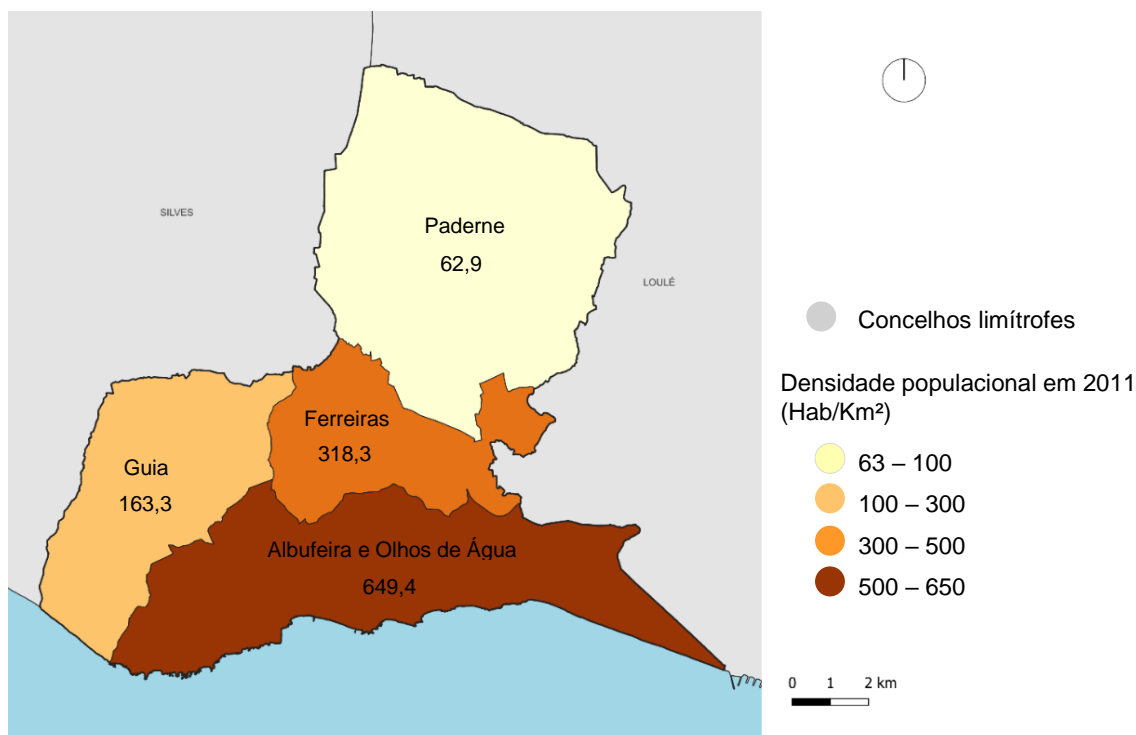 SILVES
Paderne
62,9
LOULÉ
Ferreiras
318,3
Guia
163,3
Albufeira e Olhos de Água
649,4
Concelhos limítrofes
Densidade populacional em 2011
(Hab/Km²)
63 – 100
100 – 300
300 – 500
500 – 650
0 1 2 km